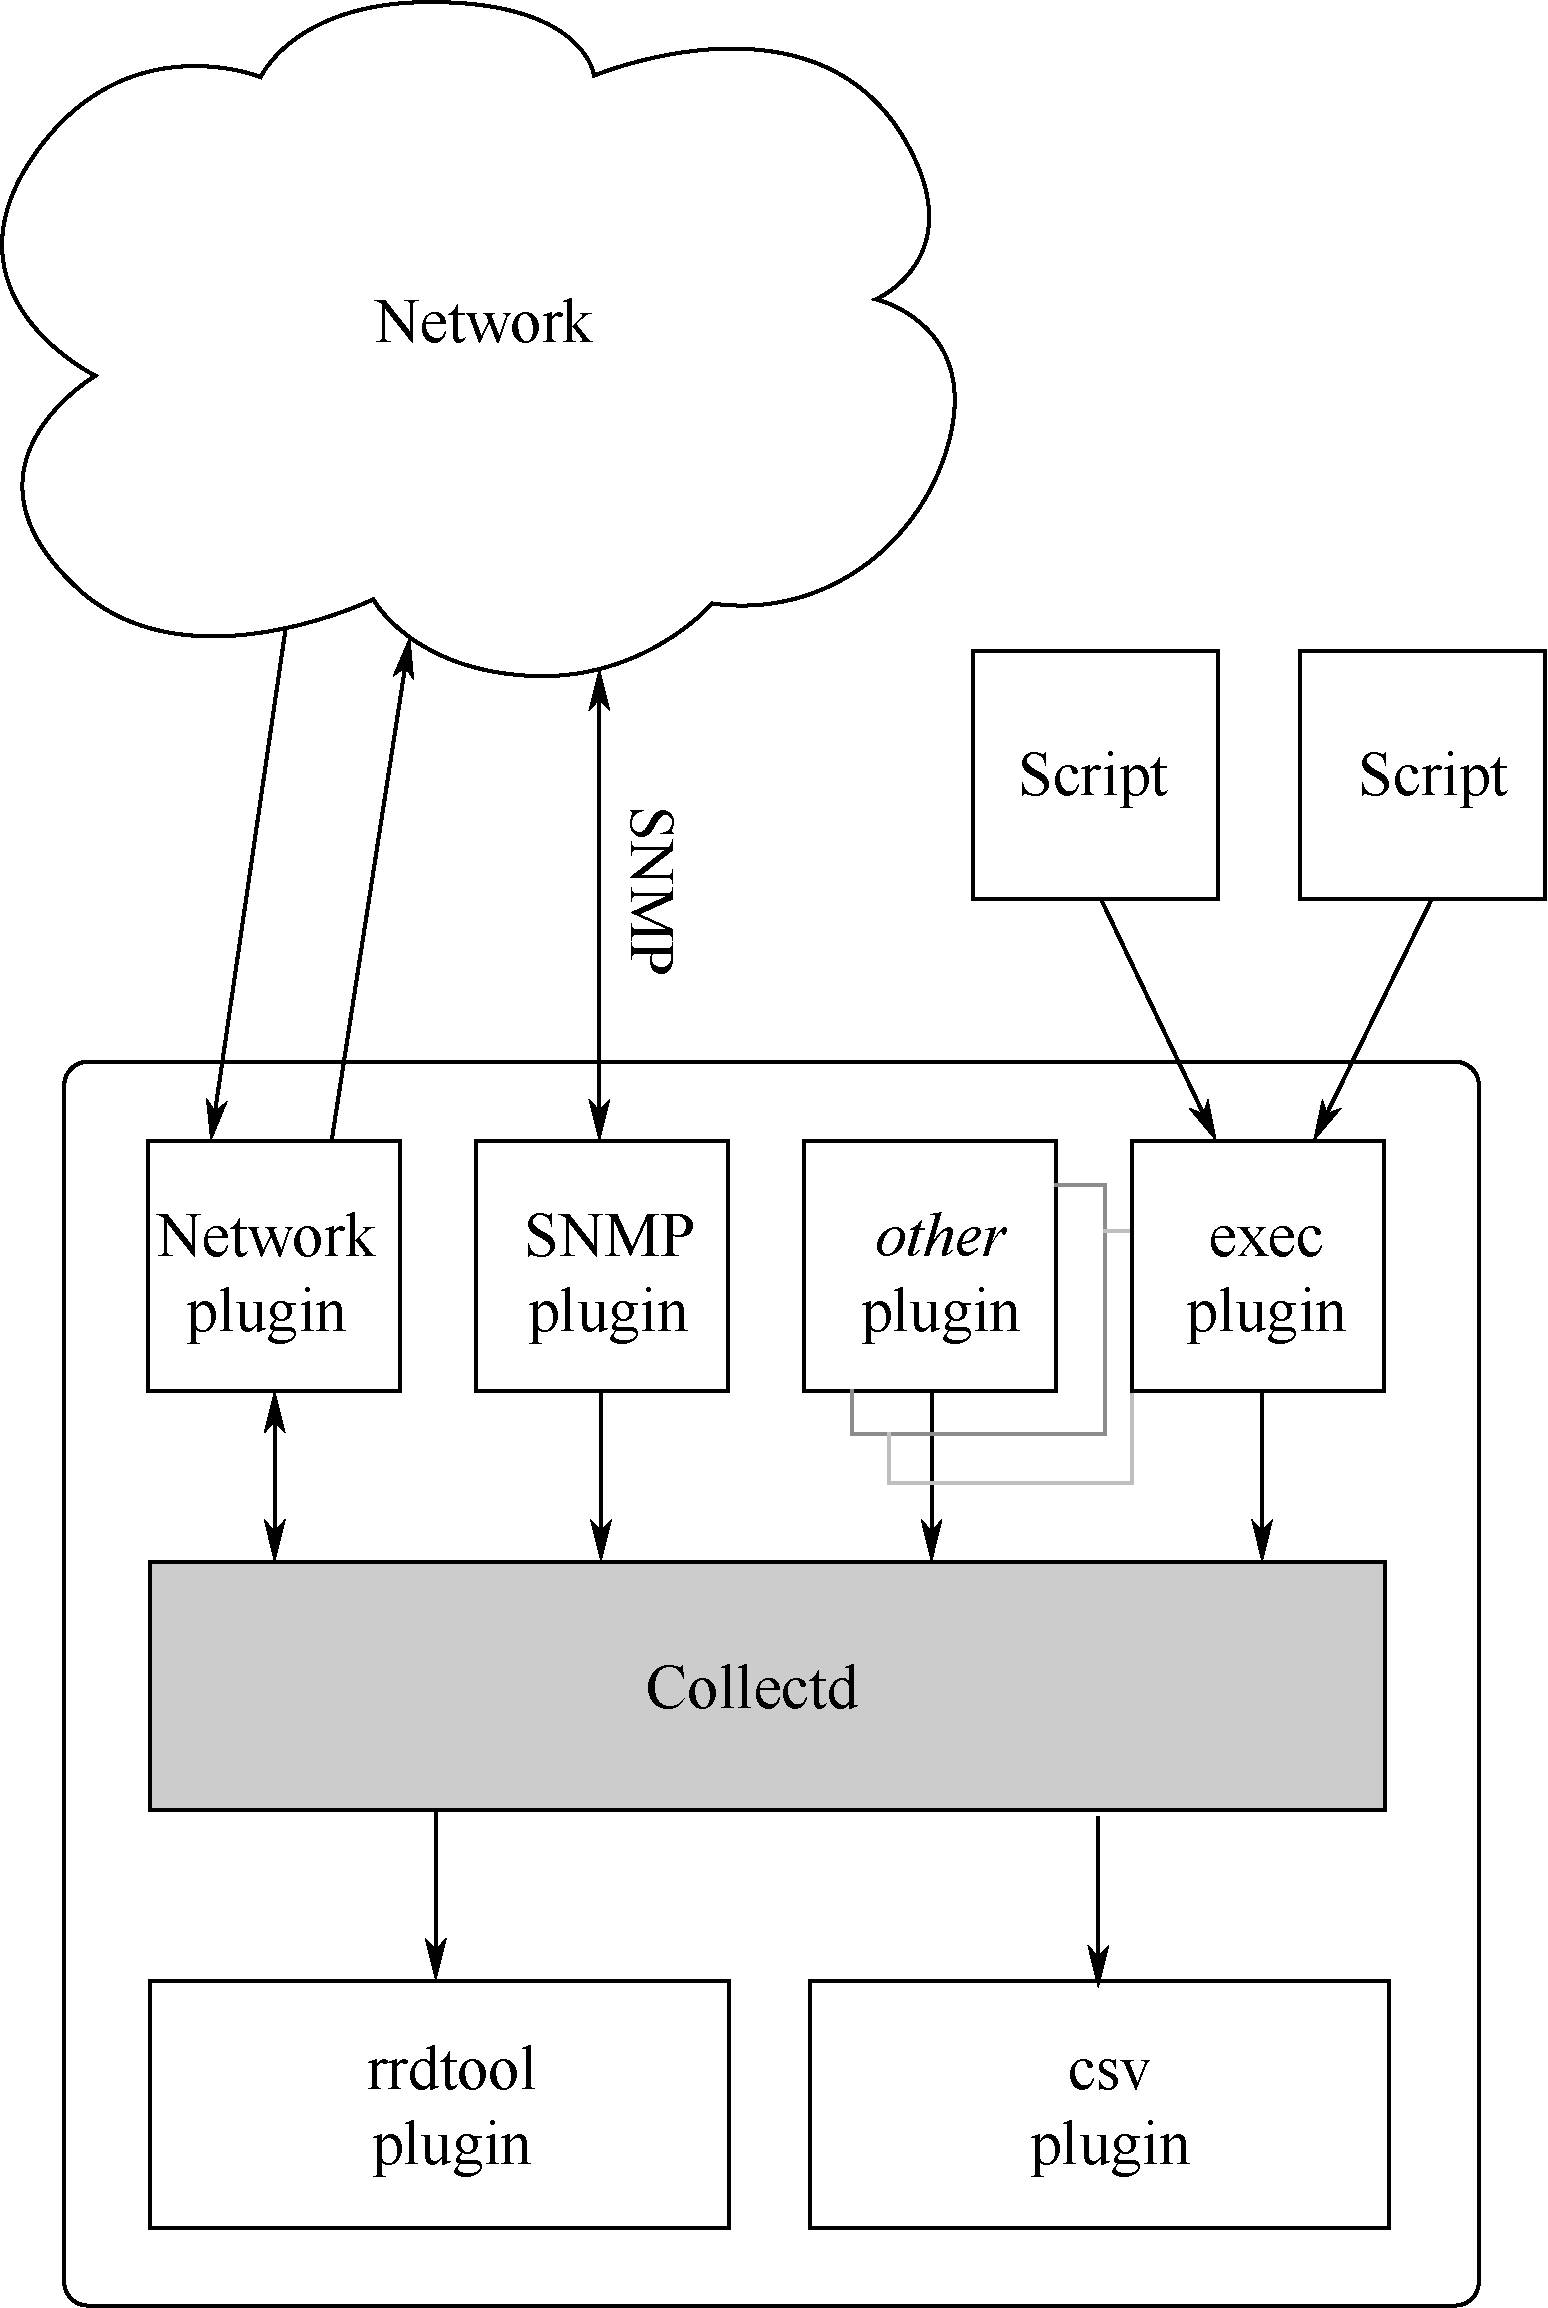 Network
SNMP
Script
Script
Network
plugin
SNMP
plugin
other
plugin
exec
plugin
Collectd
rrdtool
plugin
csv
plugin